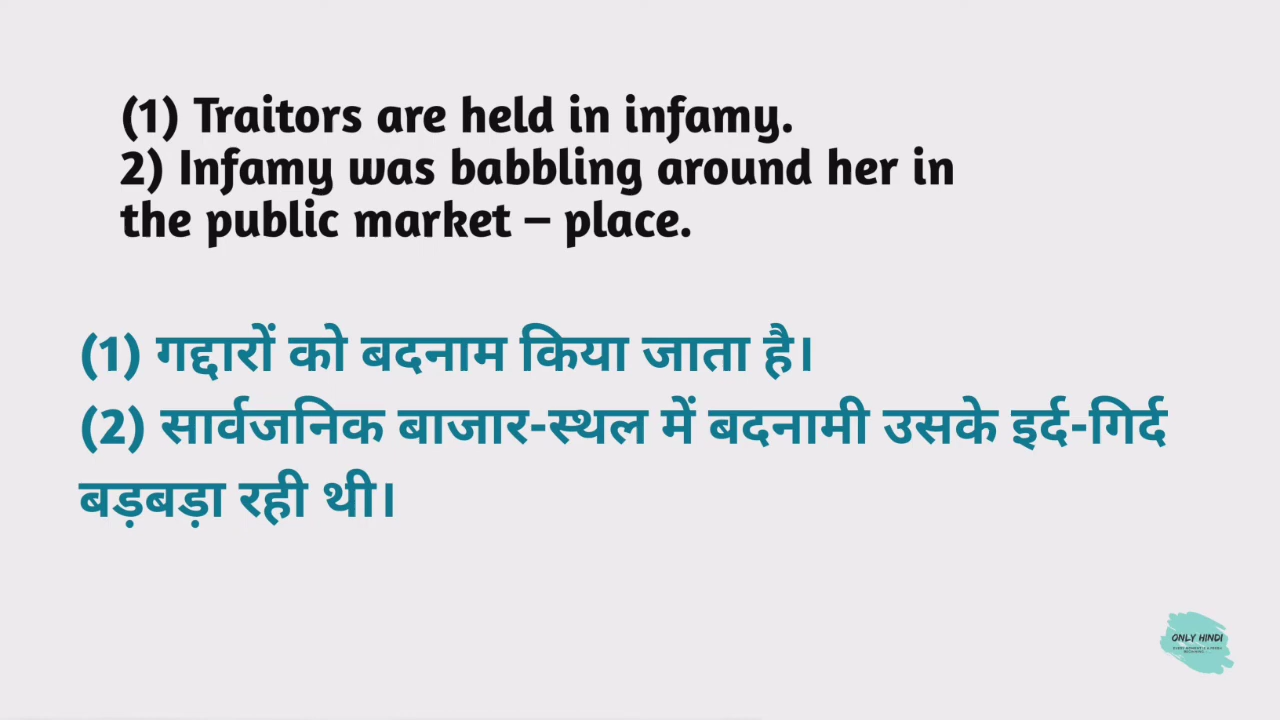 (1) Traitors are held in infamy.
2) Infamy was babbling around her in
the public market – place.
(1) गद्दारों को बदनाम किया जाता है।
(2) सार्वजनिक बाजार-स्थल में बदनामी उसके इर्द-गिर्द
बड़बड़ा रही थी।
ONLY HINDI